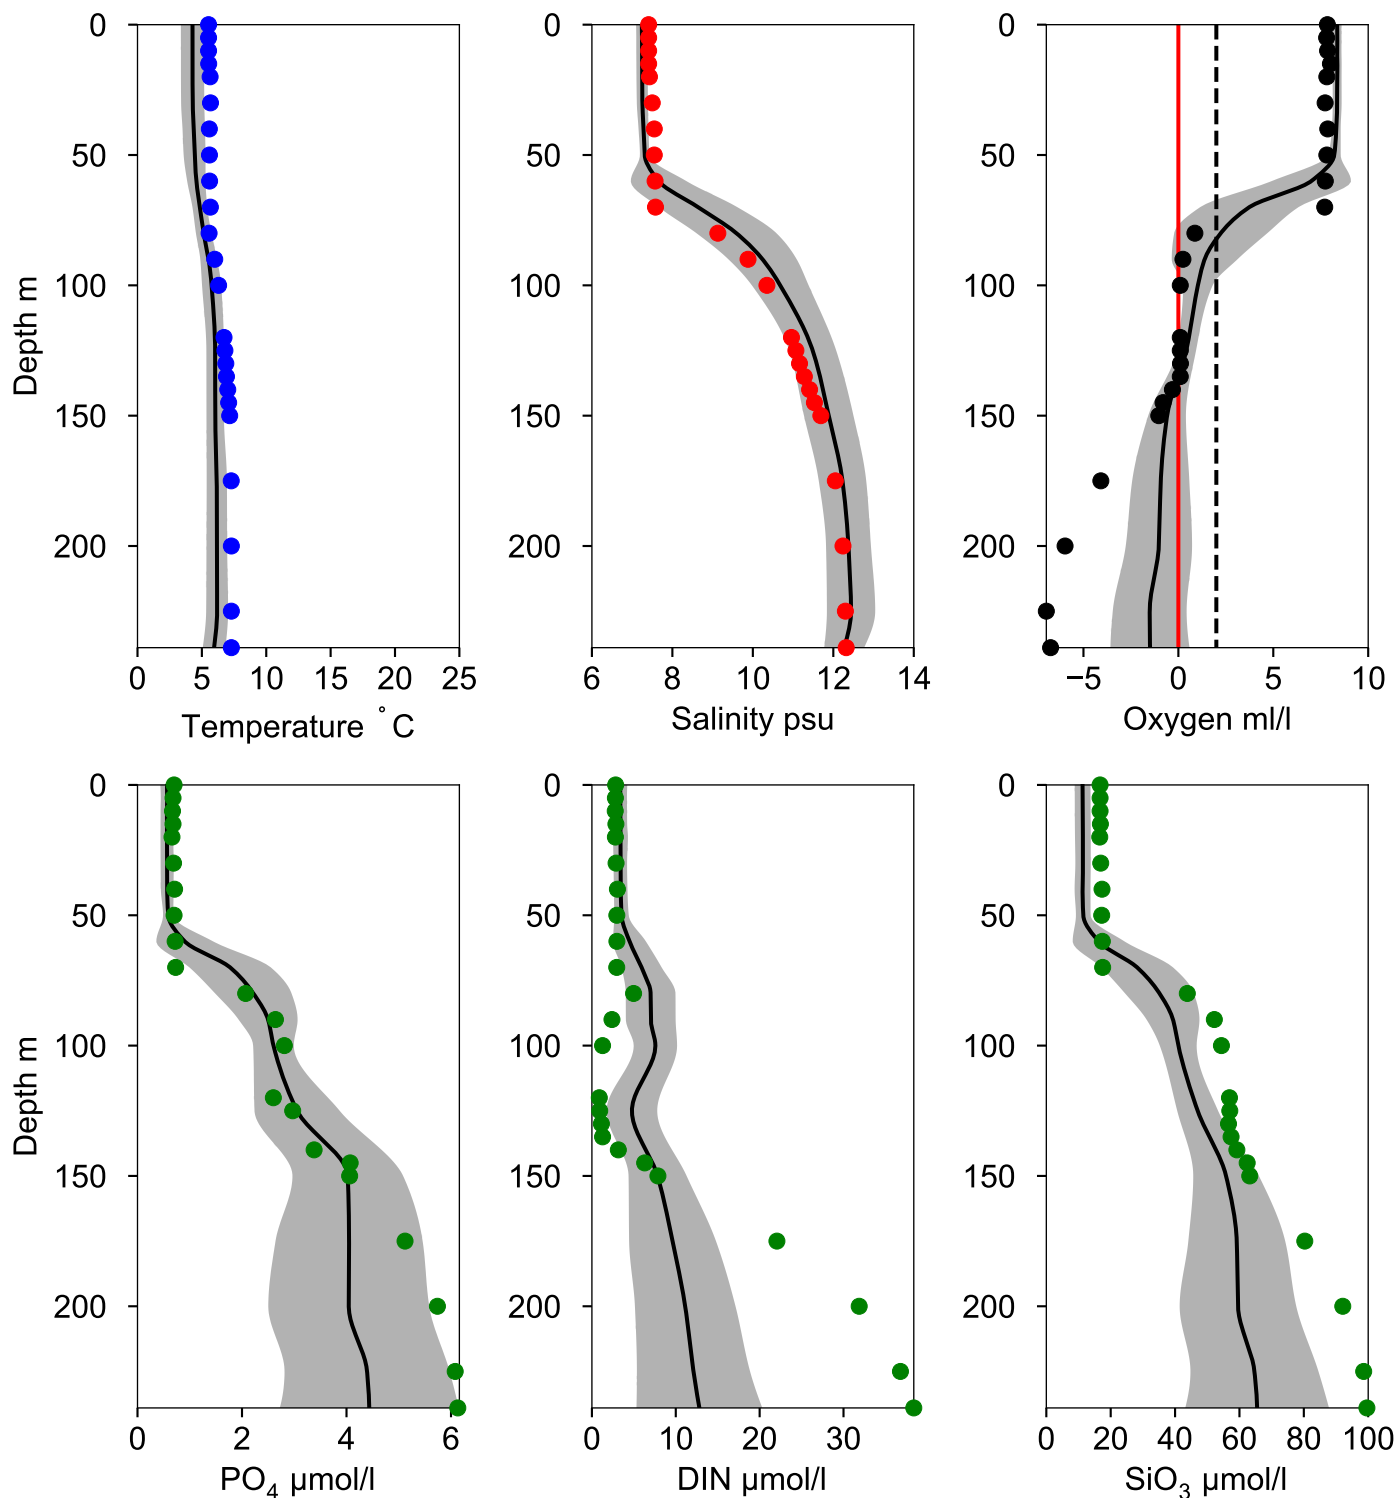 0
50
100
150
200
Depth m
0 5 10 15 20 25
Temperature °C
0
50
100
150
200
6 8 10 12 14
Salinity psu
0
50
100
150
200
−5 0 5 10
Oxygen ml/l
0
50
100
150
200
Depth m
0 2 4 6
PO₄ µmol/l
0
50
100
150
200
0 10 20 30
DIN µmol/l
0
50
100
150
200
0 20 40 60 80 100
SiO₃ µmol/l